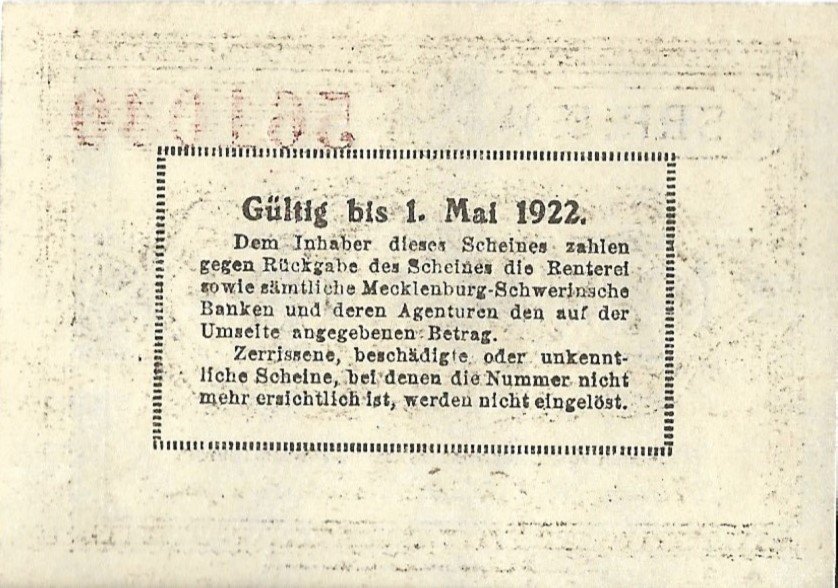 Gültig bis 1. Mai 1922.
Dem Inhaber dieses Scheines zahlen
gegen Rückgabe des Scheines die Renterei
sowie sämtliche Mecklenburg-Schwerinsche
Banken und deren Agenturen den auf der
Umseite angegebenen Betrag.
Zerrissene, beschädigte oder unkennt-
liche Scheine, bei denen die Nummer nicht
mehr ersichtlich ist, werden nicht eingelöst.